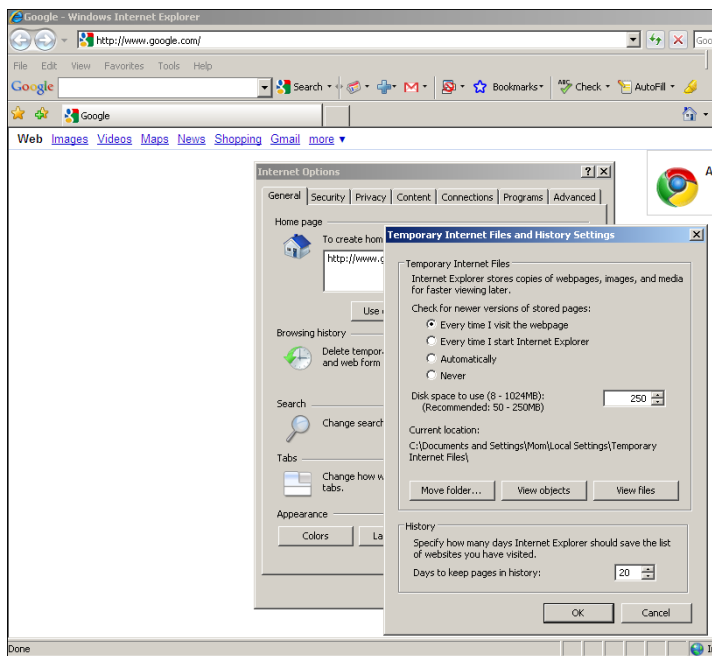 Google - Windows Internet Explorer
http://www.google.com/
Goo
File Edit View Favorites Tools Help
Google Search Bookmarks Check AutoFill
Google
Web Images Videos Maps News Shopping Gmail more ▼
A
Internet Options
General Security Privacy Content Connections Programs Advanced
Home page
To create hom
http://www.g
Use
Browsing history
Delete tempor
and web form
Search
Change search
Tabs
Change how w
tabs.
Appearance
Colors La
Temporary Internet Files and History Settings
Temporary Internet Files
Internet Explorer stores copies of webpages, images, and media
for faster viewing later.
Check for newer versions of stored pages:
Every time I visit the webpage
Every time I start Internet Explorer
Automatically
Never
Disk space to use (8 - 1024MB): 250
(Recommended: 50 - 250MB)
Current location:
C:\Documents and Settings\Mom\Local Settings\Temporary
Internet Files\
Move folder... View objects View files
History
Specify how many days Internet Explorer should save the list
of websites you have visited.
Days to keep pages in history: 20
OK Cancel
Done